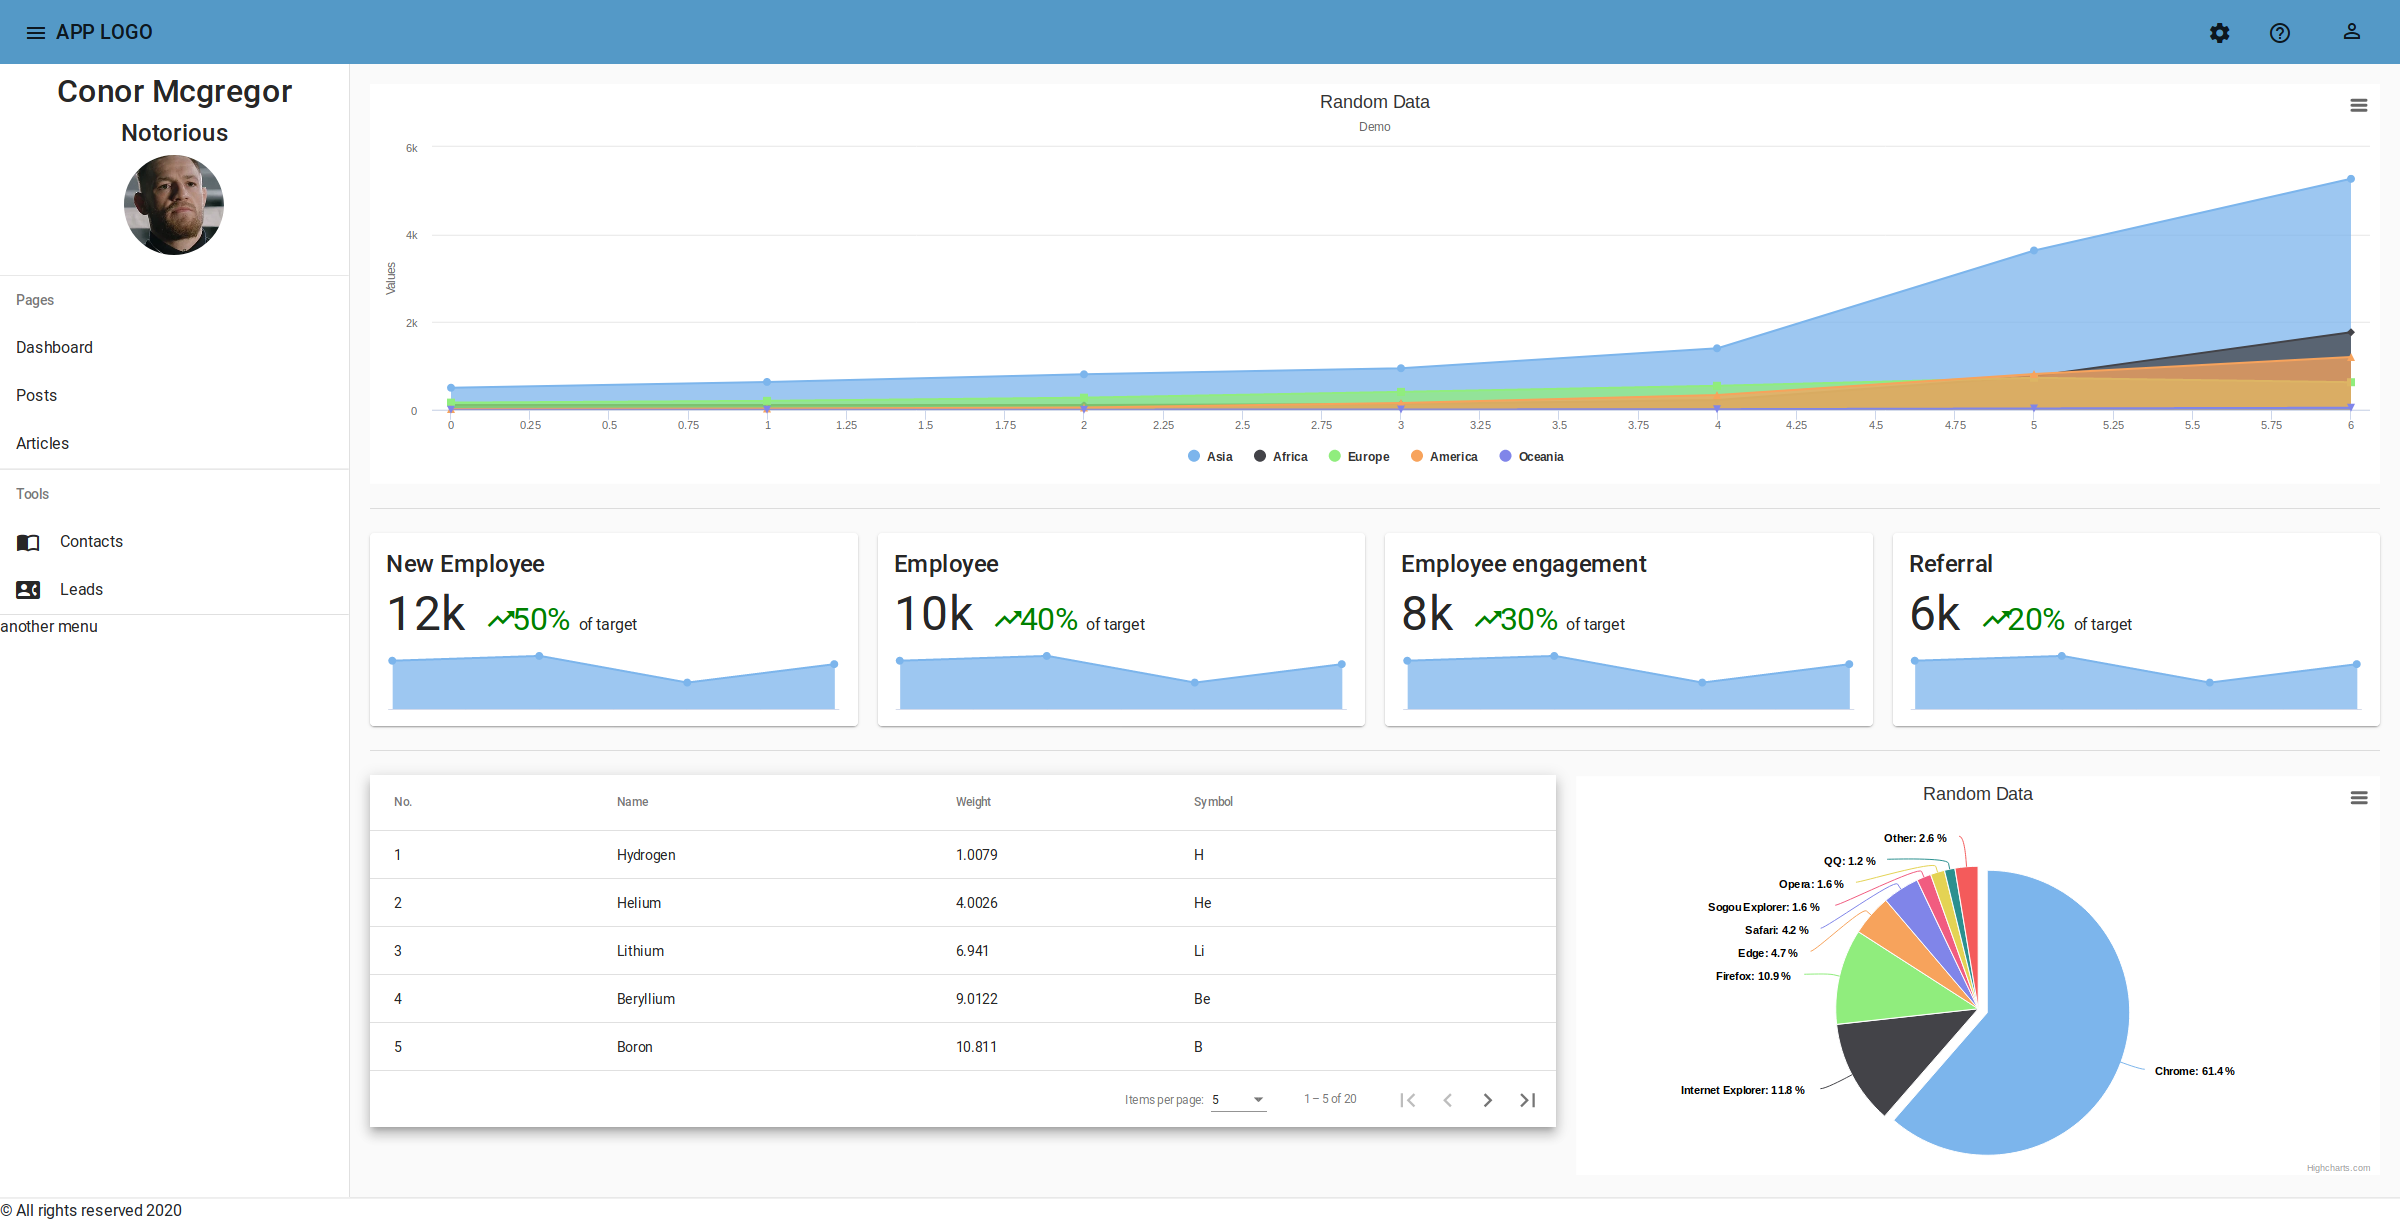 APP LOGO
Conor Mcgregor
Notorious
Pages
Dashboard
Posts
Articles
Tools
Contacts
Leads
another menu
Random Data
Demo
Values
6k
4k
2k
0
0 0.25 0.5 0.75 1 1.25 1.5 1.75 2 2.25 2.5 2.75 3 3.25 3.5 3.75 4 4.25 4.5 4.75 5 5.25 5.5 5.75 6
Asia Africa Europe America Oceania
New Employee
12k 50% of target
Employee
10k 40% of target
Employee engagement
8k 30% of target
Referral
6k 20% of target
No. Name Weight Symbol
1 Hydrogen 1.0079 H
2 Helium 4.0026 He
3 Lithium 6.941 Li
4 Beryllium 9.0122 Be
5 Boron 10.811 B
Items per page: 5 1 – 5 of 20
Random Data
Other: 2.6 %
QQ: 1.2 %
Opera: 1.6 %
Sogou Explorer: 1.6 %
Safari: 4.2 %
Edge: 4.7 %
Firefox: 10.9 %
Chrome: 61.4 %
Internet Explorer: 11.8 %
Highcharts.com
© All rights reserved 2020